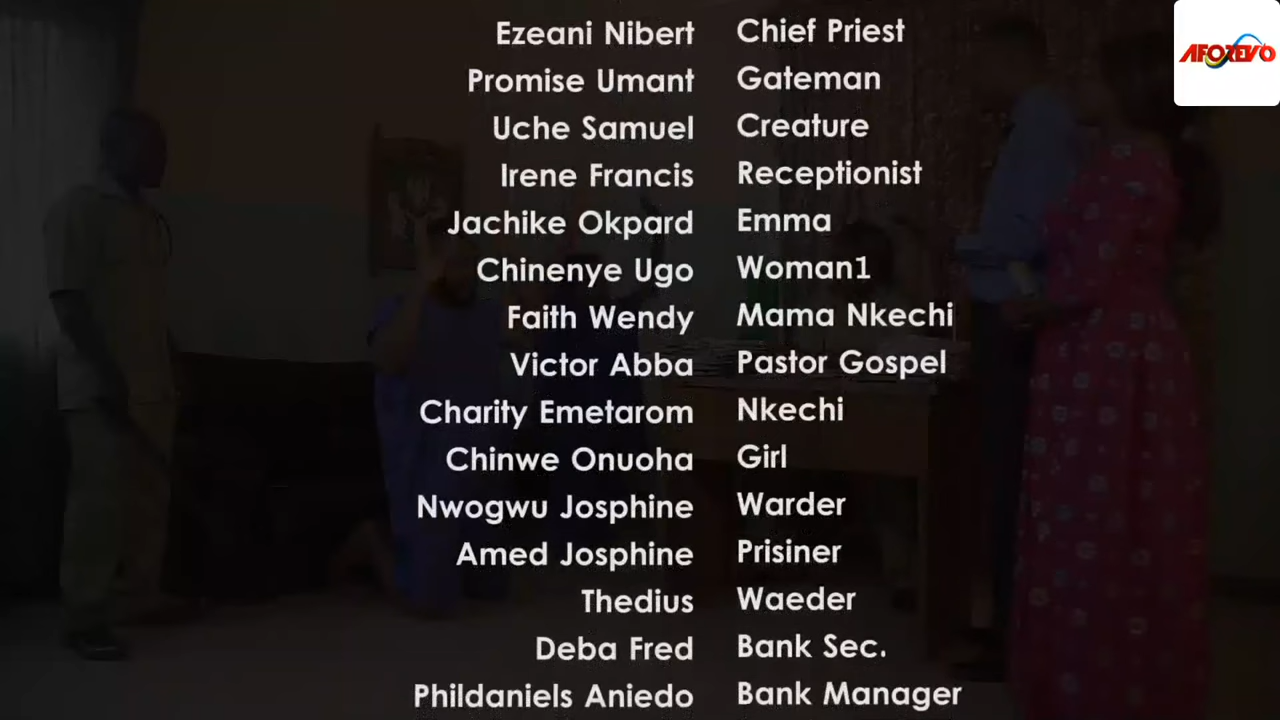 AFOREVO
Ezeani Nibert Chief Priest
Promise Umant Gateman
Uche Samuel Creature
Irene Francis Receptionist
Jachike Okpard Emma
Chinenye Ugo Woman1
Faith Wendy Mama Nkechi
Victor Abba Pastor Gospel
Charity Emetarom Nkechi
Chinwe Onuoha Girl
Nwogwu Josphine Warder
Amed Josphine Prisiner
Thedius Waeder
Deba Fred Bank Sec.
Phildaniels Aniedo Bank Manager